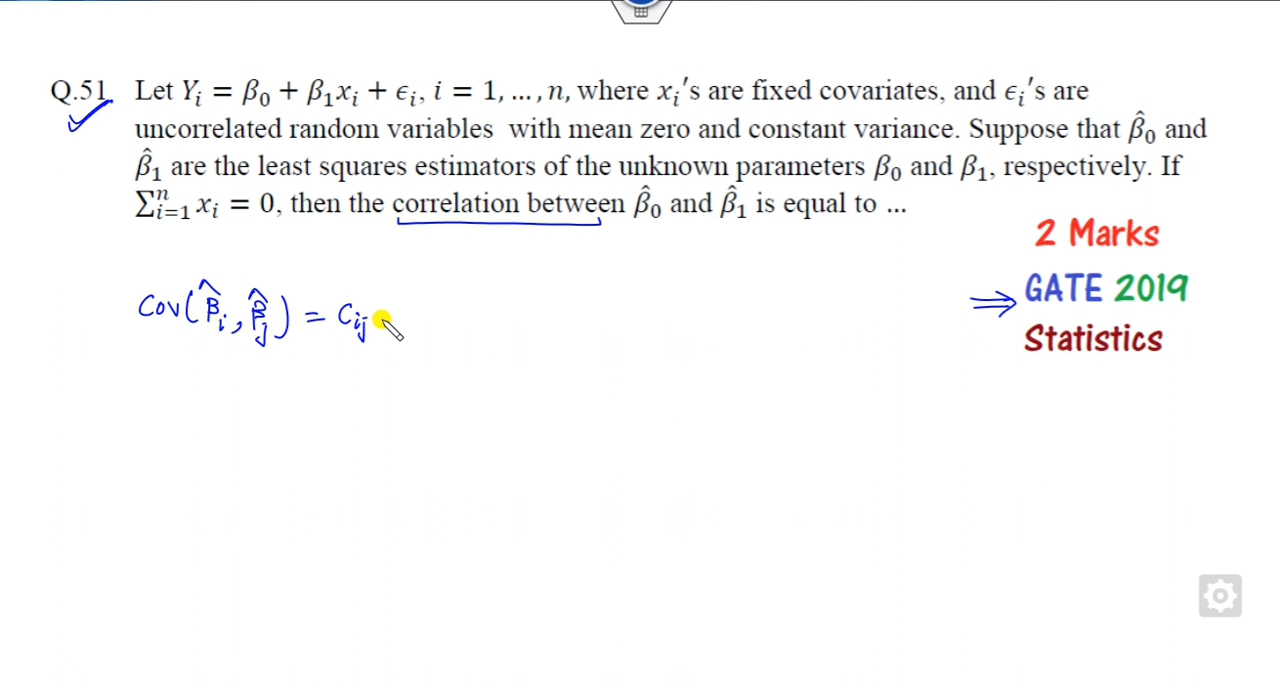 Q.51 Let Yᵢ = β₀ + β₁xᵢ + ϵᵢ, i = 1, ..., n, where xᵢ's are fixed covariates, and ϵᵢ's are
uncorrelated random variables with mean zero and constant variance. Suppose that β̂₀ and
β̂₁ are the least squares estimators of the unknown parameters β₀ and β₁, respectively. If
∑ⁿᵢ₌₁ xᵢ = 0, then the correlation between β̂₀ and β̂₁ is equal to ...
2 Marks
⇒ GATE 2019
Statistics
Cov(β̂ᵢ, β̂ⱼ) = Cᵢⱼ